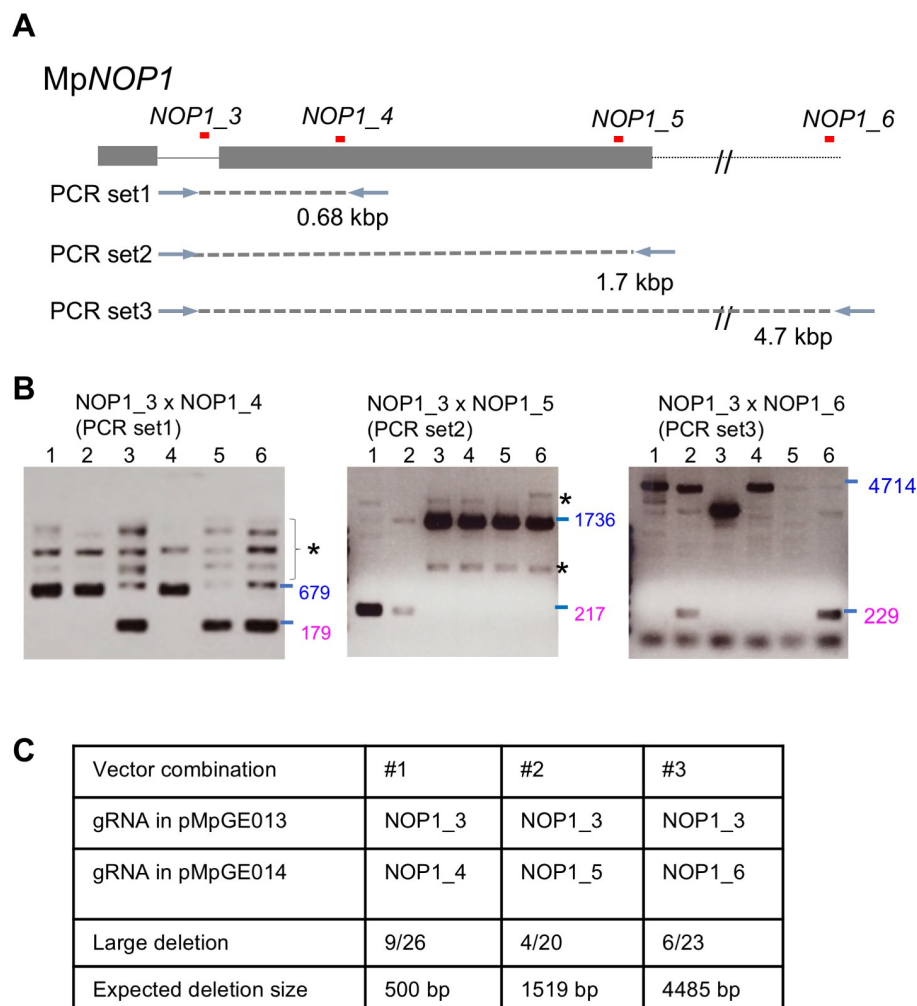 A
MpNOP1
NOP1_3 NOP1_4 NOP1_5 NOP1_6
//
PCR set1
0.68 kbp
PCR set2
1.7 kbp
PCR set3 //
4.7 kbp
B
NOP1_3 x NOP1_4
(PCR set1)
1 2 3 4 5 6
*
679
179
NOP1_3 x NOP1_5
(PCR set2)
1 2 3 4 5 6
*
1736
*
217
NOP1_3 x NOP1_6
(PCR set3)
1 2 3 4 5 6
4714
229
C
Vector combination #1 #2 #3
gRNA in pMpGE013 NOP1_3 NOP1_3 NOP1_3
gRNA in pMpGE014 NOP1_4 NOP1_5 NOP1_6
Large deletion 9/26 4/20 6/23
Expected deletion size 500 bp 1519 bp 4485 bp